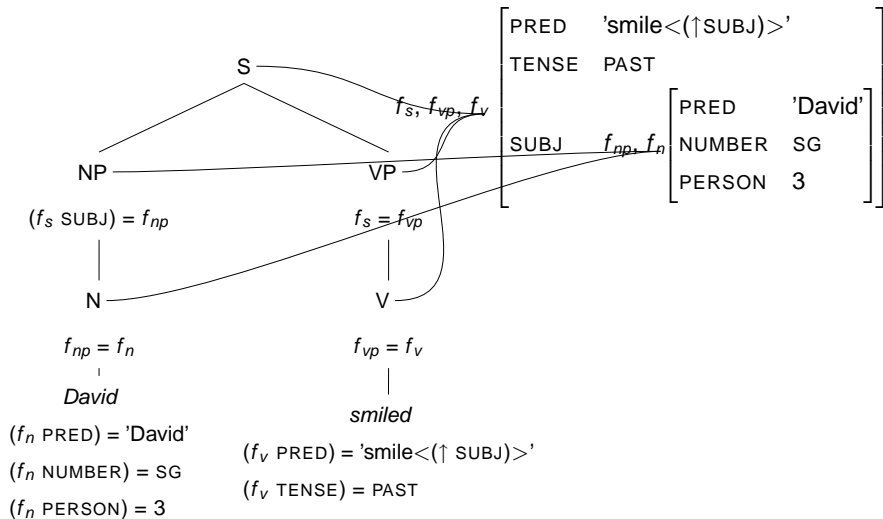 PRED 'smile<(↑SUBJ)>'
S
TENSE PAST
f_s, f_vp, f_v
PRED 'David'
SUBJ f_np, f_n NUMBER SG
PERSON 3
NP VP
(f_s SUBJ) = f_np f_s = f_vp
N V
f_np = f_n f_vp = f_v
David
smiled
(f_n PRED) = 'David'
(f_v PRED) = 'smile<(↑ SUBJ)>'
(f_n NUMBER) = SG
(f_v TENSE) = PAST
(f_n PERSON) = 3